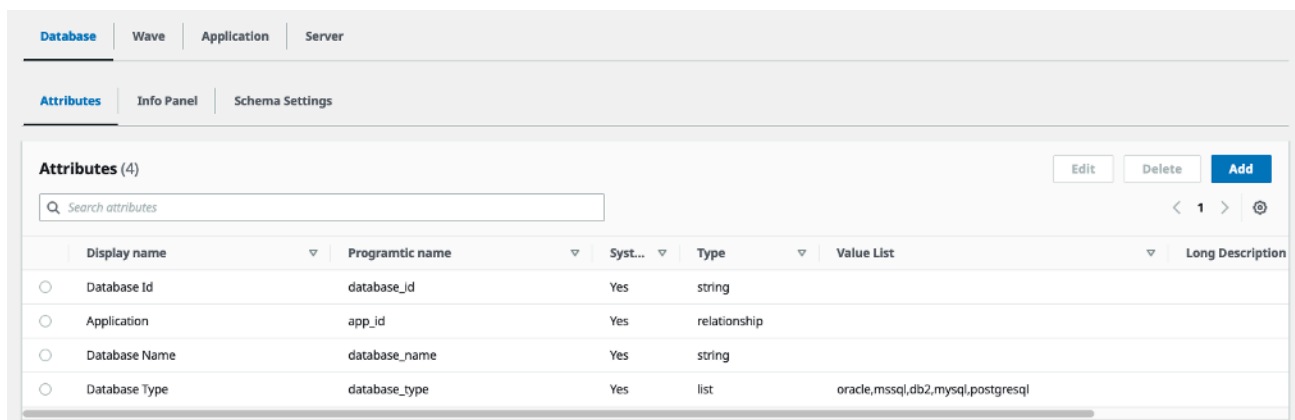 Database Wave Application Server
Attributes Info Panel Schema Settings
Attributes (4) Edit Delete Add
Search attributes 1
Display name Programtic name Syst... Type Value List Long Description
Database Id database_id Yes string
Application app_id Yes relationship
Database Name database_name Yes string
Database Type database_type Yes list oracle,mssql,db2,mysql,postgresql